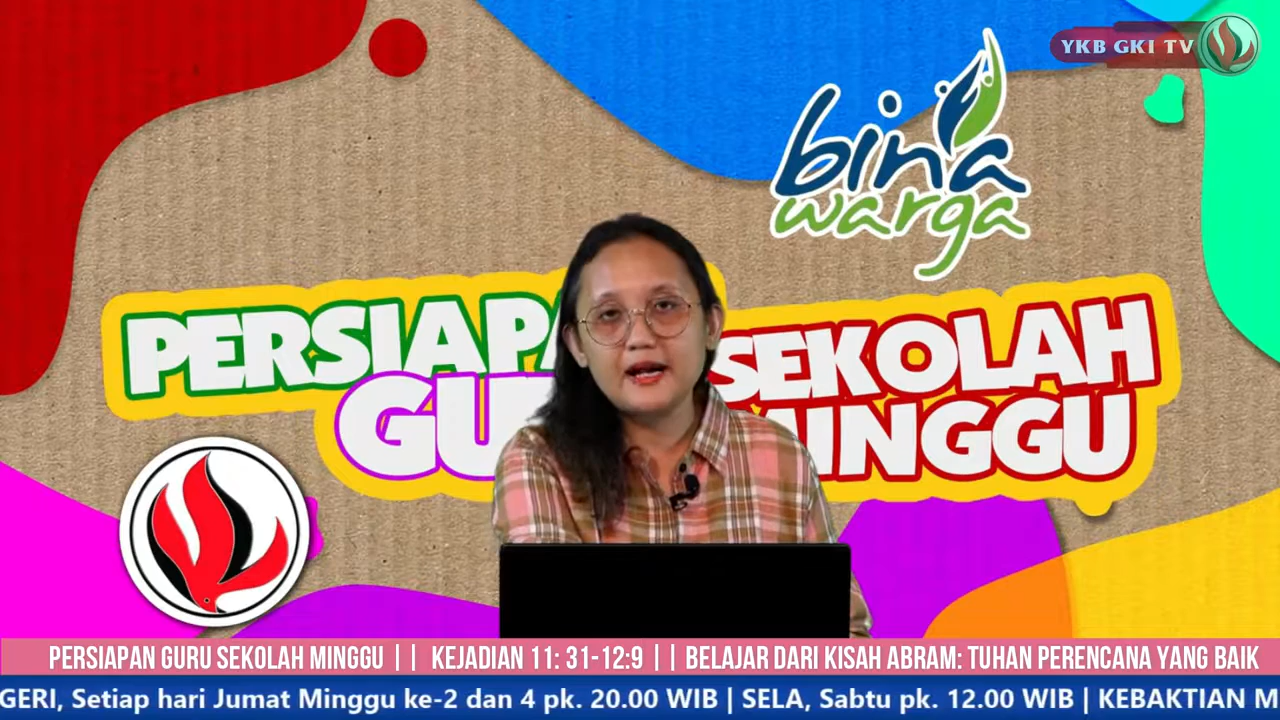 YKB GKI TV
bina
warga
PERSIAPA SEKOLAH
GU MINGGU
PERSIAPAN GURU SEKOLAH MINGGU || KEJADIAN 11: 31-12:9 || BELAJAR DARI KISAH ABRAM: TUHAN PERENCANA YANG BAIK
GERI, Setiap hari Jumat Minggu ke-2 dan 4 pk. 20.00 WIB | SELA, Sabtu pk. 12.00 WIB | KEBAKTIAN M